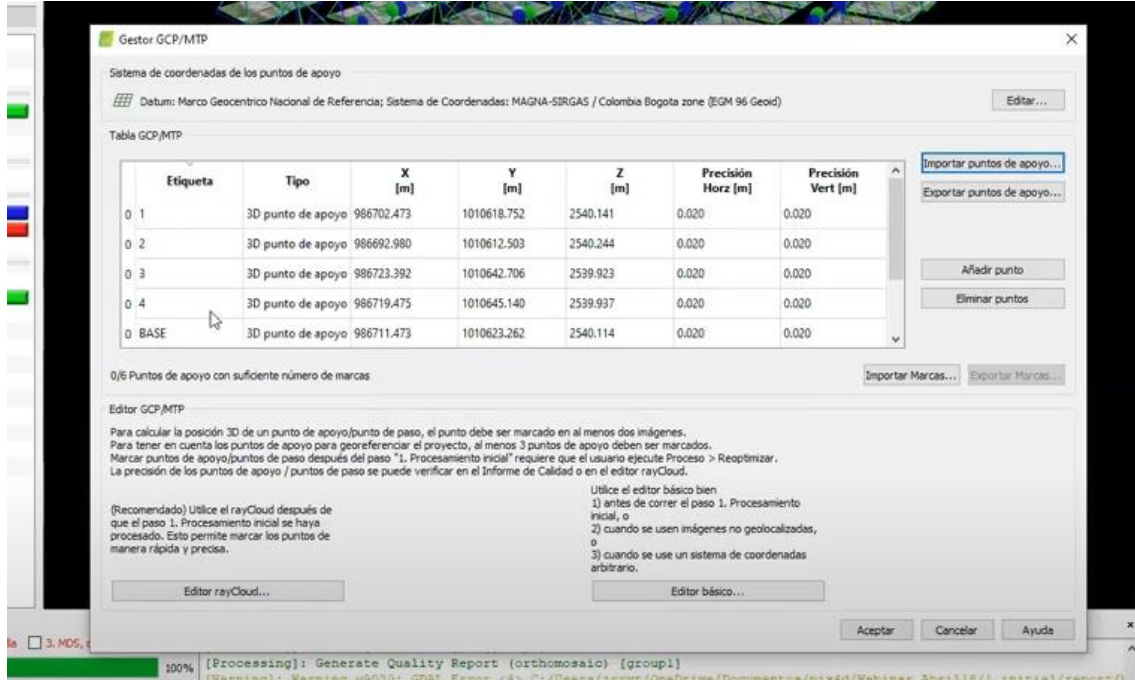 Gestor GCP/MTP
Sistema de coordenadas de los puntos de apoyo
Datum: Marco Geocentrico Nacional de Referencia; Sistema de Coordenadas: MAGNA-SIRGAS / Colombia Bogota zone (EGM 96 Geoid)
Editar...
Tabla GCP/MTP
Etiqueta Tipo X [m] Y [m] Z [m] Precisión Horz [m] Precisión Vert [m]
0 1 3D punto de apoyo 986702.473 1010618.752 2540.141 0.020 0.020
0 2 3D punto de apoyo 986692.980 1010612.503 2540.244 0.020 0.020
0 3 3D punto de apoyo 986723.392 1010642.706 2539.923 0.020 0.020
0 4 3D punto de apoyo 986719.475 1010645.140 2539.937 0.020 0.020
0 BASE 3D punto de apoyo 986711.473 1010623.262 2540.114 0.020 0.020
Importar puntos de apoyo...
Exportar puntos de apoyo...
Añadir punto
Eliminar puntos
0/6 Puntos de apoyo con suficiente número de marcas
Importar Marcas... Exportar Marcas...
Editor GCP/MTP
Para calcular la posición 3D de un punto de apoyo/punto de paso, el punto debe ser marcado en al menos dos imágenes.
Para tener en cuenta los puntos de apoyo para georeferenciar el proyecto, al menos 3 puntos de apoyo deben ser marcados.
Marcar puntos de apoyo/puntos de paso después del paso "1. Procesamiento inicial" requiere que el usuario ejecute Proceso > Reoptimizar.
La precisión de los puntos de apoyo / puntos de paso se puede verificar en el Informe de Calidad o en el editor rayCloud.
(Recomendado) Utilice el rayCloud después de
que el paso 1. Procesamiento inicial se haya
procesado. Esto permite marcar los puntos de
manera rápida y precisa.
Editor rayCloud...
Utilice el editor básico bien
1) antes de correr el paso 1. Procesamiento
inicial, o
2) cuando se usen imágenes no geolocalizadas,
o
3) cuando se use un sistema de coordenadas
arbitrario.
Editor básico...
Aceptar Cancelar Ayuda
3. MDS,
100%
[Processing]: Generate Quality Report (orthomosaic) [group1]